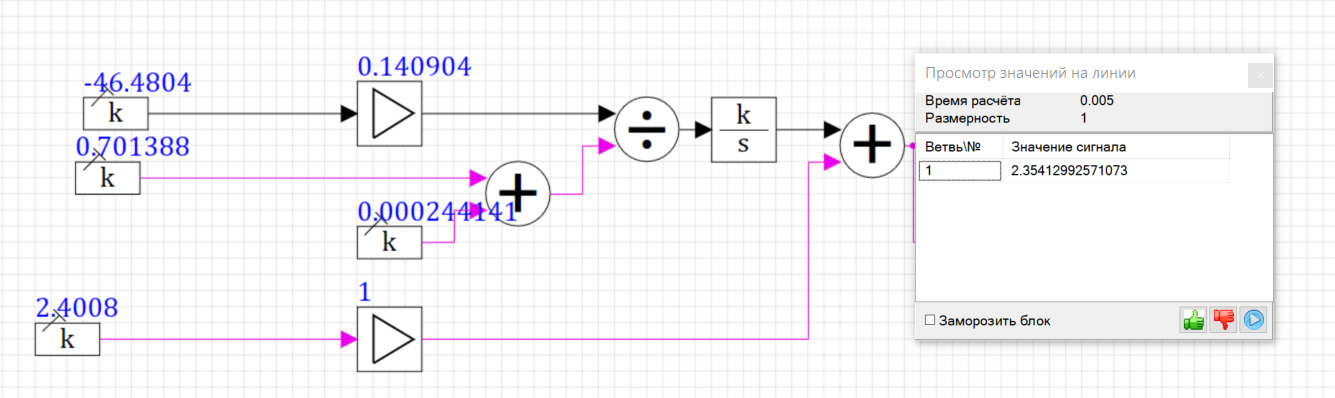 -46.4804
k
0.140904
0.701388
k
÷
k
s
+
+
0.000244141
k
2.4008
k
1
Просмотр значений на линии
Время расчёта 0.005
Размерность 1
Ветвь\№ Значение сигнала
1 2.35412992571073
Заморозить блок